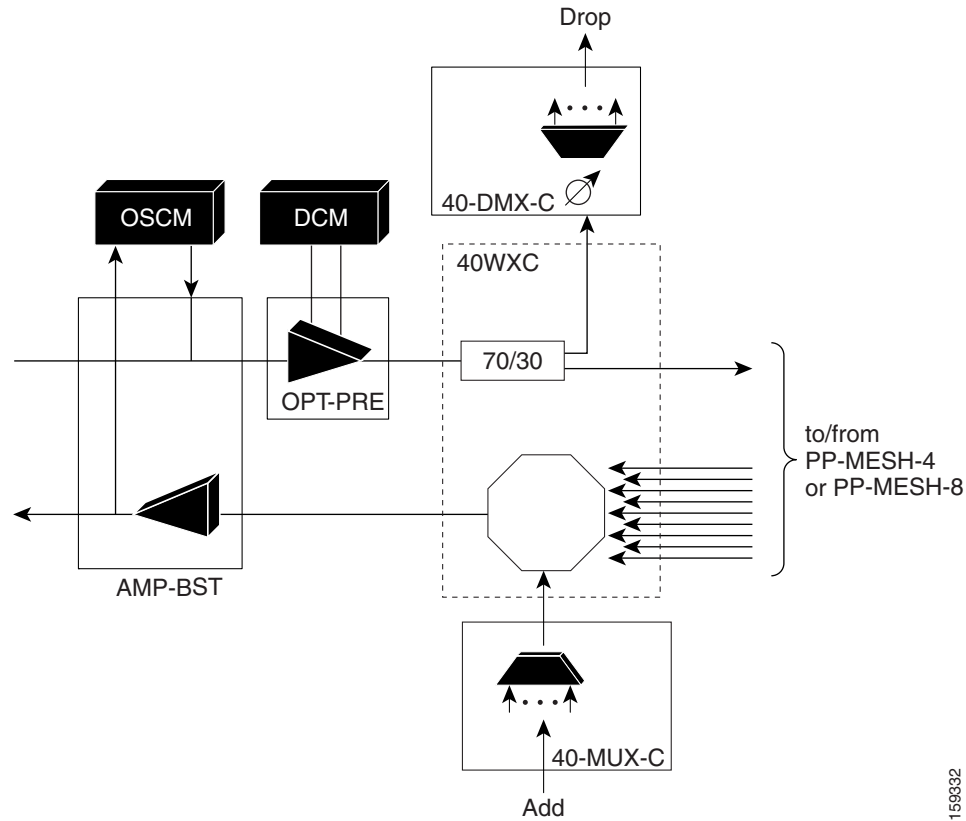 Drop
40-DMX-C
OSCM
DCM
40WXC
70/30
OPT-PRE
to/from
PP-MESH-4
or PP-MESH-8
AMP-BST
40-MUX-C
Add
159332